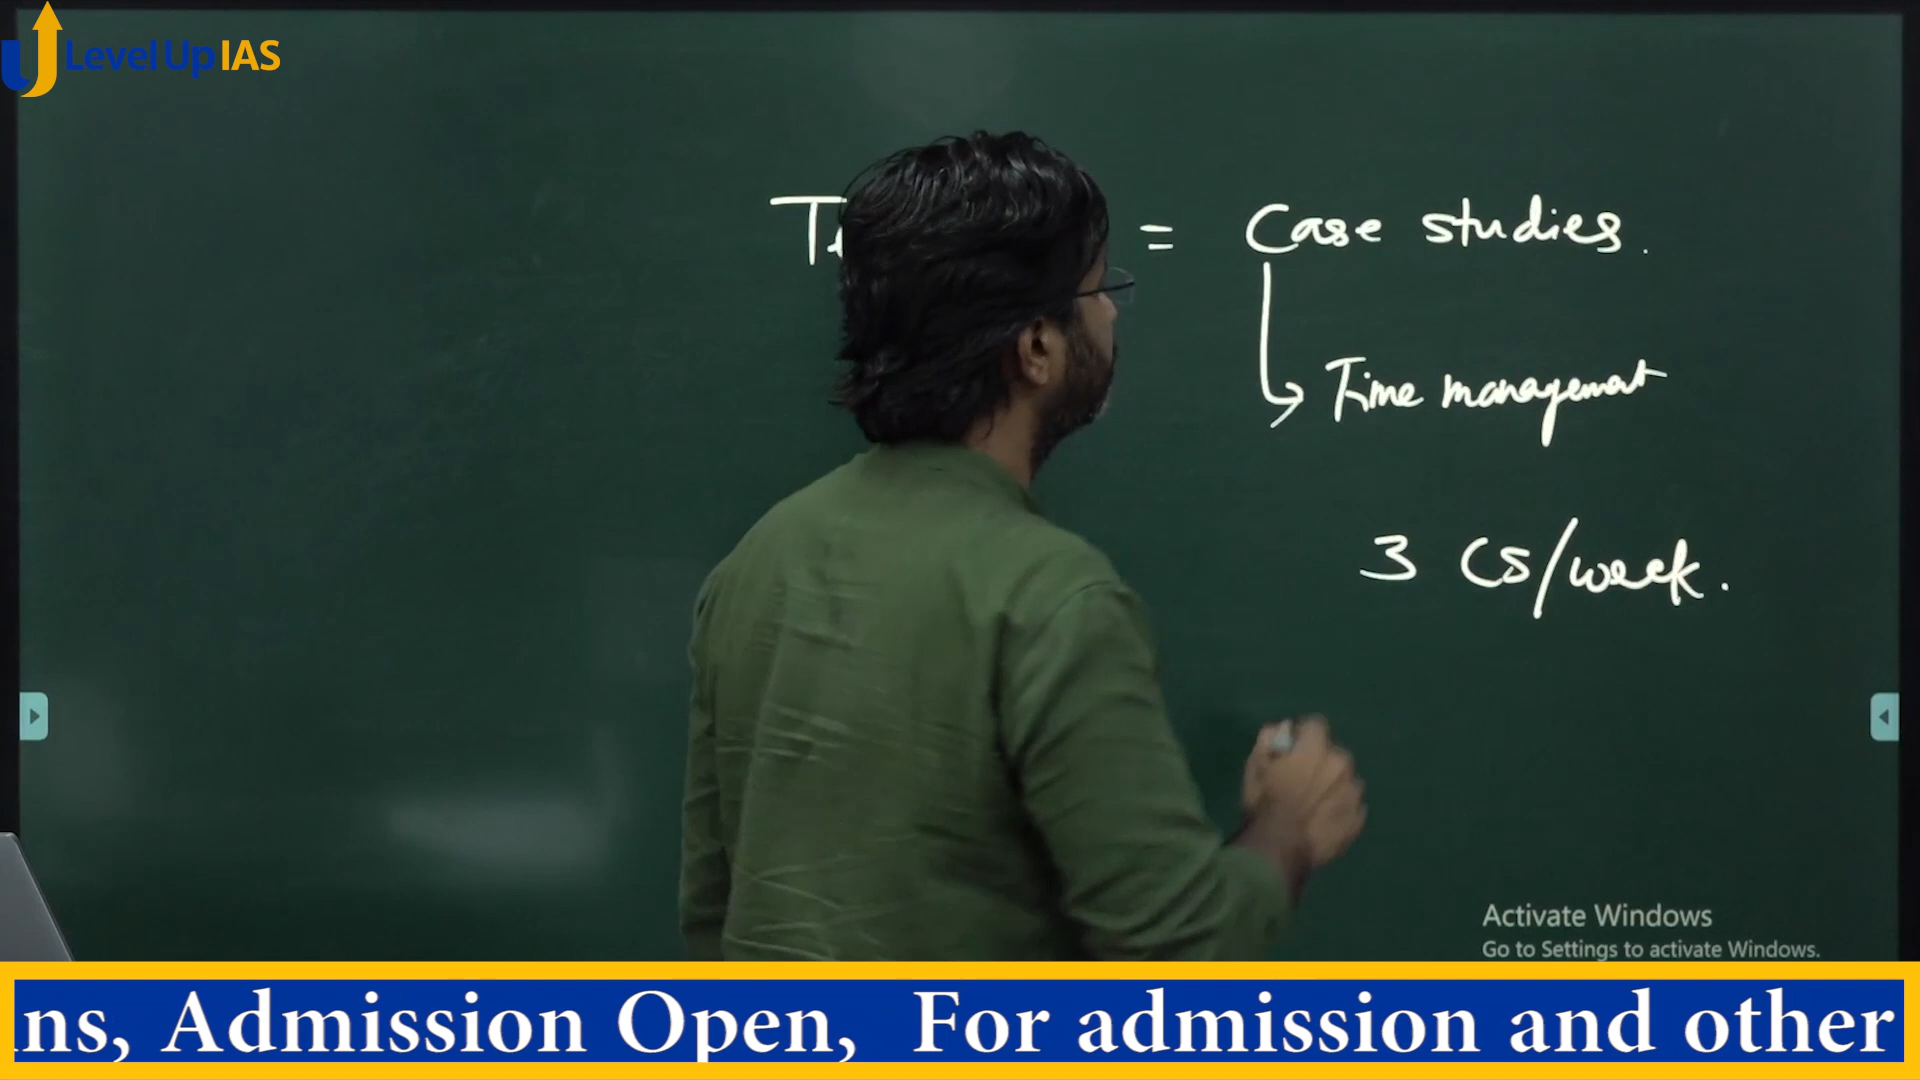 Level Up IAS
= Case studies.
Time management
3 CS/week.
Activate Windows
Go to Settings to activate Windows.
ns, Admission Open, For admission and other